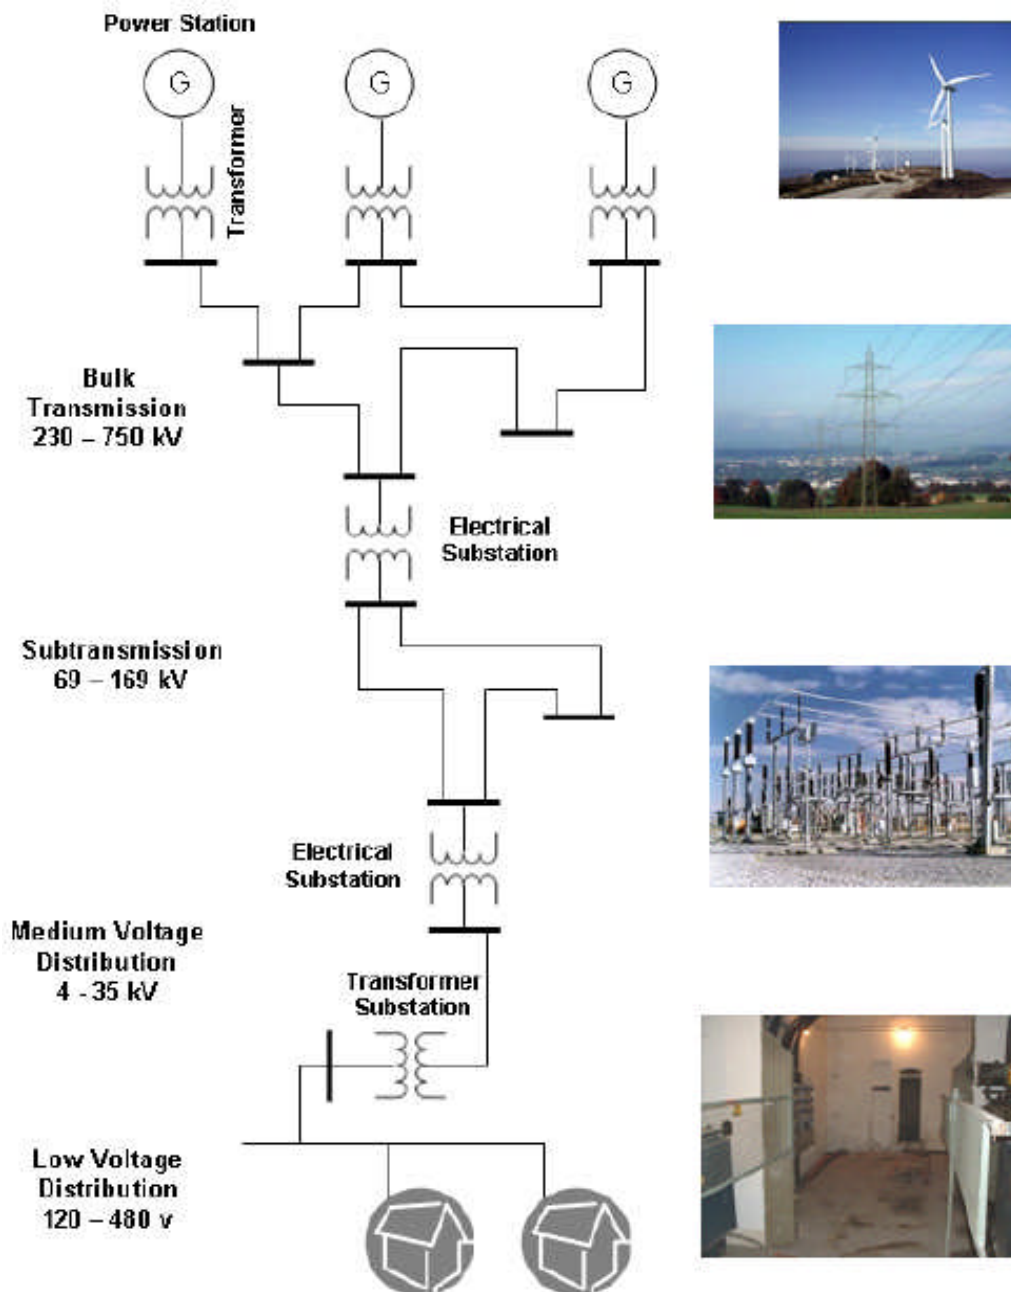 Power Station
G
G
G
Transformer
Bulk
Transmission
230 – 750 kV
Electrical
Substation
Subtransmission
69 – 169 kV
Electrical
Substation
Medium Voltage
Distribution
4 - 35 kV
Transformer
Substation
Low Voltage
Distribution
120 – 480 v